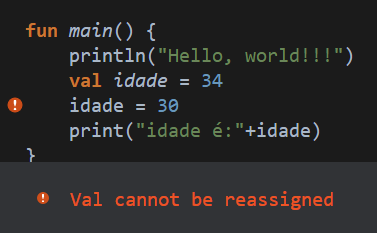 fun main() {
println("Hello, world!!!")
val idade = 34
idade = 30
print("idade é:"+idade)
}
Val cannot be reassigned